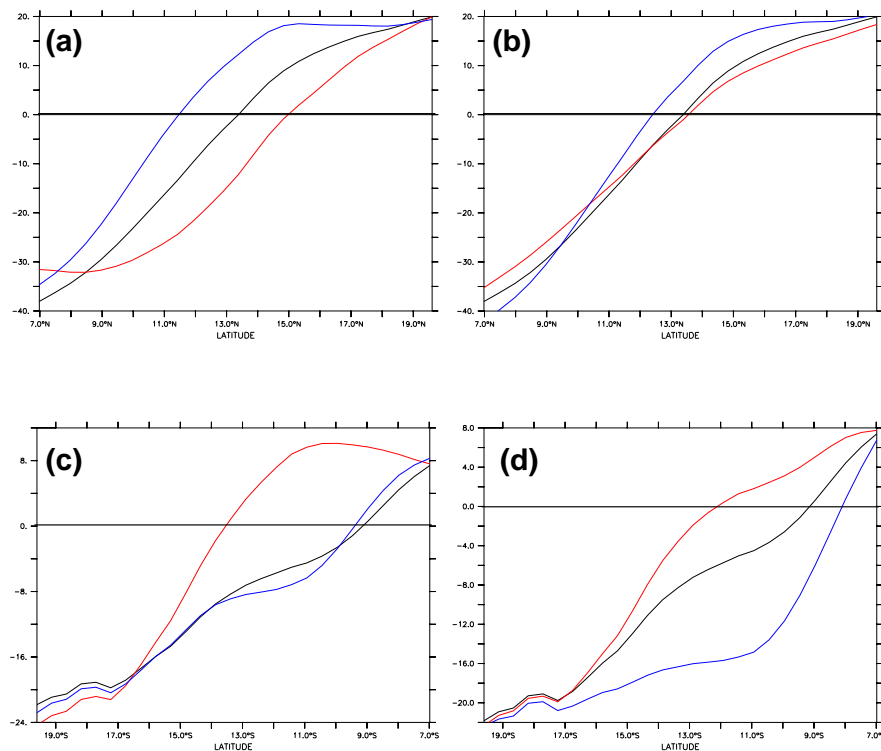 (a)
20.
10.
0.
-10.
-20.
-30.
-40.
7.0°N 9.0°N 11.0°N 13.0°N 15.0°N 17.0°N 19.0°N
LATITUDE
(b)
20.
10.
0.
-10.
-20.
-30.
-40.
7.0°N 9.0°N 11.0°N 13.0°N 15.0°N 17.0°N 19.0°N
LATITUDE
(c)
8.
0.
-8.
-16.
-24.
19.0°S 17.0°S 15.0°S 13.0°S 11.0°S 9.0°S 7.0°S
LATITUDE
(d)
8.0
4.0
0.0
-4.0
-8.0
-12.0
-16.0
-20.0
19.0°S 17.0°S 15.0°S 13.0°S 11.0°S 9.0°S 7.0°S
LATITUDE